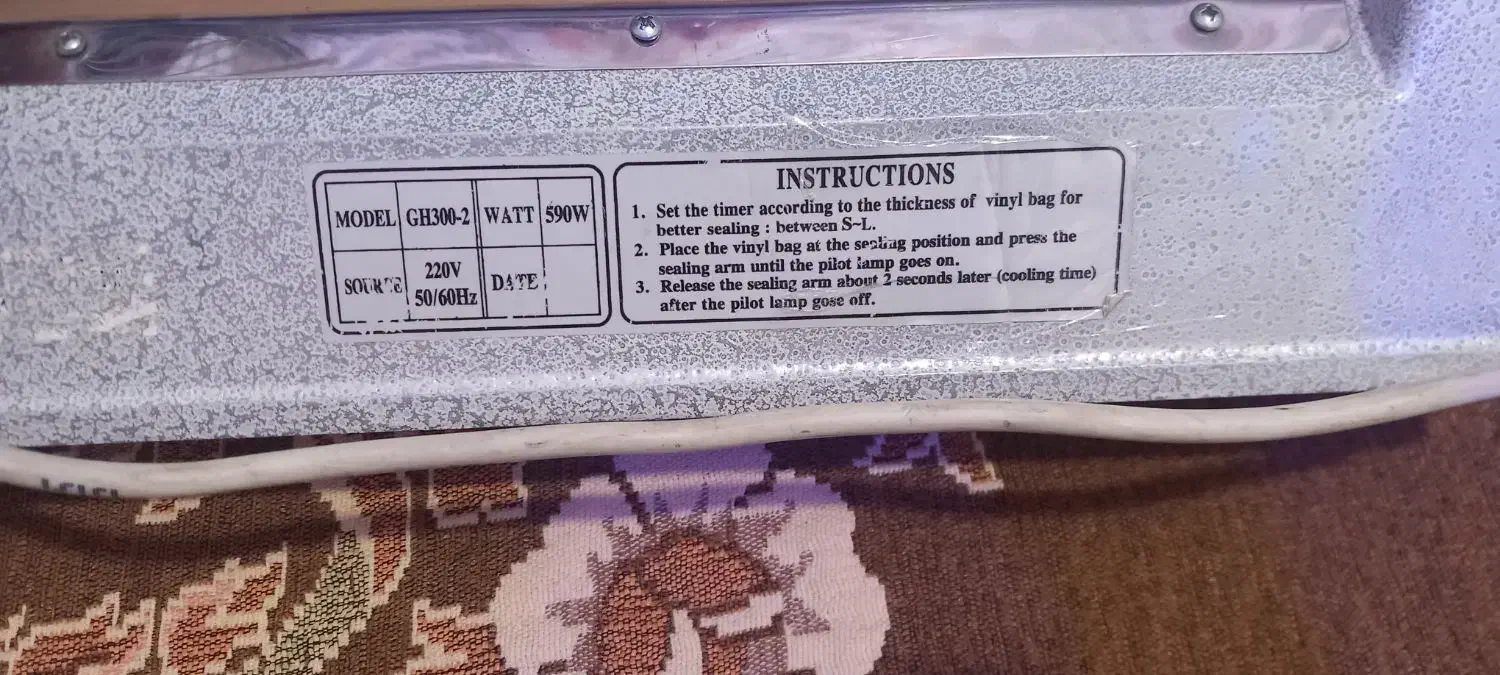 MODEL GH300-2 WATT 590W
SOURCE 220V 50/60Hz DATE
INSTRUCTIONS
1. Set the timer according to the thickness of vinyl bag for
better sealing : between S~L.
2. Place the vinyl bag at the sealing position and press the
sealing arm until the pilot lamp goes on.
3. Release the sealing arm about 2 seconds later (cooling time)
after the pilot lamp gose off.